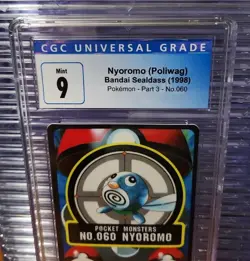 CGC UNIVERSAL GRADE
Mint
9
Nyoromo (Poliwag)
Bandai Sealdass (1998)
Pokémon - Part 3 - No.060
POCKET MONSTERS
NO.060 NYOROMO